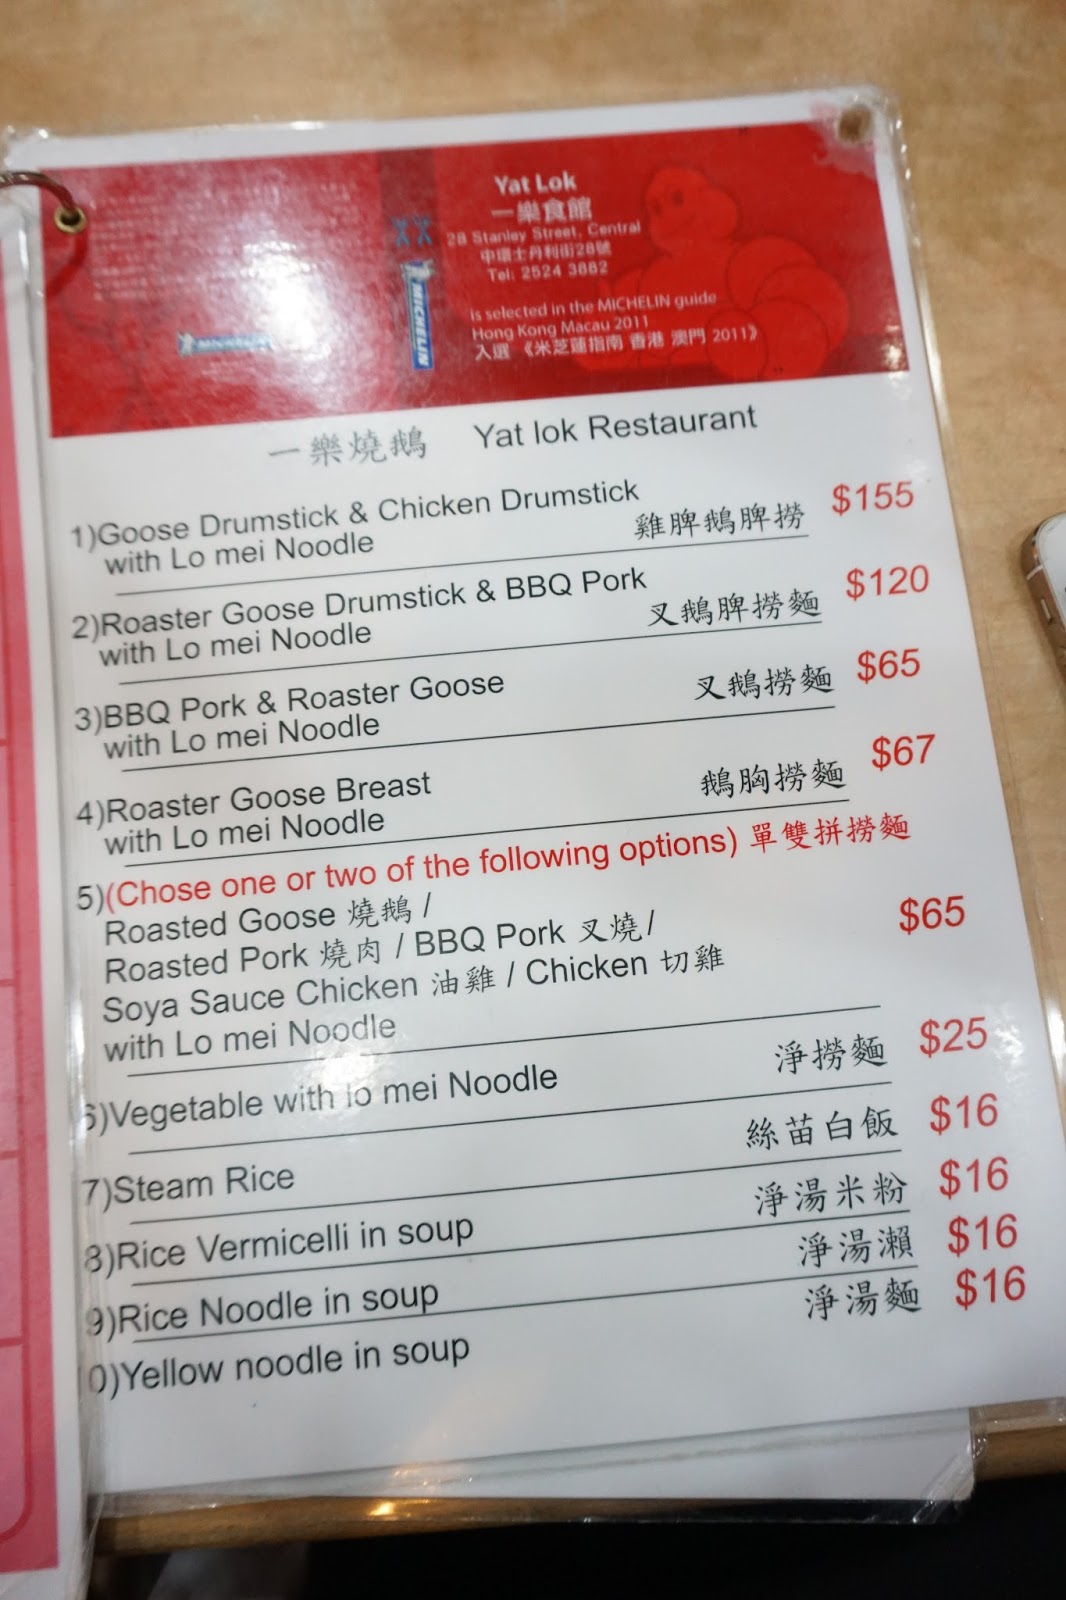 Yat Lok
一樂食館
28 Stanley Street, Central
中環士丹利街28號
Tel: 2524 3882
is selected in the MICHELIN guide
Hong Kong Macau 2011
入選 《米芝蓮指南 香港 澳門 2011》
MICHELIN
MICHELIN
一樂燒鵝 Yat lok Restaurant
1)Goose Drumstick & Chicken Drumstick
with Lo mei Noodle 雞脾鵝脾撈 $155
2)Roaster Goose Drumstick & BBQ Pork
with Lo mei Noodle 叉鵝脾撈麵 $120
3)BBQ Pork & Roaster Goose
with Lo mei Noodle 叉鵝撈麵 $65
4)Roaster Goose Breast
with Lo mei Noodle 鵝胸撈麵 $67
5)(Chose one or two of the following options) 單雙拼撈麵
Roasted Goose 燒鵝 /
Roasted Pork 燒肉 / BBQ Pork 叉燒/ $65
Soya Sauce Chicken 油雞 / Chicken 切雞
with Lo mei Noodle
6)Vegetable with lo mei Noodle 淨撈麵 $25
7)Steam Rice 絲苗白飯 $16
8)Rice Vermicelli in soup 淨湯米粉 $16
9)Rice Noodle in soup 淨湯瀨 $16
0)Yellow noodle in soup 淨湯麵 $16